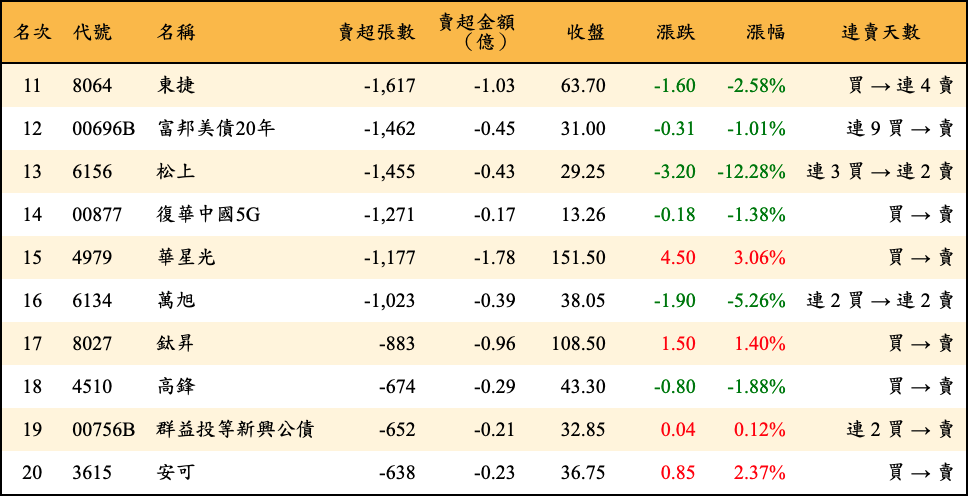 名次 代號 名稱 賣超張數 賣超金額（億） 收盤 漲跌 漲幅 連賣天數
11 8064 東捷 -1,617 -1.03 63.70 -1.60 -2.58% 買 → 連 4 賣
12 00696B 富邦美債20年 -1,462 -0.45 31.00 -0.31 -1.01% 連 9 買 → 賣
13 6156 松上 -1,455 -0.43 29.25 -3.20 -12.28% 連 3 買 → 連 2 賣
14 00877 復華中國5G -1,271 -0.17 13.26 -0.18 -1.38% 買 → 賣
15 4979 華星光 -1,177 -1.78 151.50 4.50 3.06% 買 → 賣
16 6134 萬旭 -1,023 -0.39 38.05 -1.90 -5.26% 連 2 買 → 連 2 賣
17 8027 鈦昇 -883 -0.96 108.50 1.50 1.40% 買 → 賣
18 4510 高鋒 -674 -0.29 43.30 -0.80 -1.88% 買 → 賣
19 00756B 群益投等新興公債 -652 -0.21 32.85 0.04 0.12% 連 2 買 → 賣
20 3615 安可 -638 -0.23 36.75 0.85 2.37% 買 → 賣